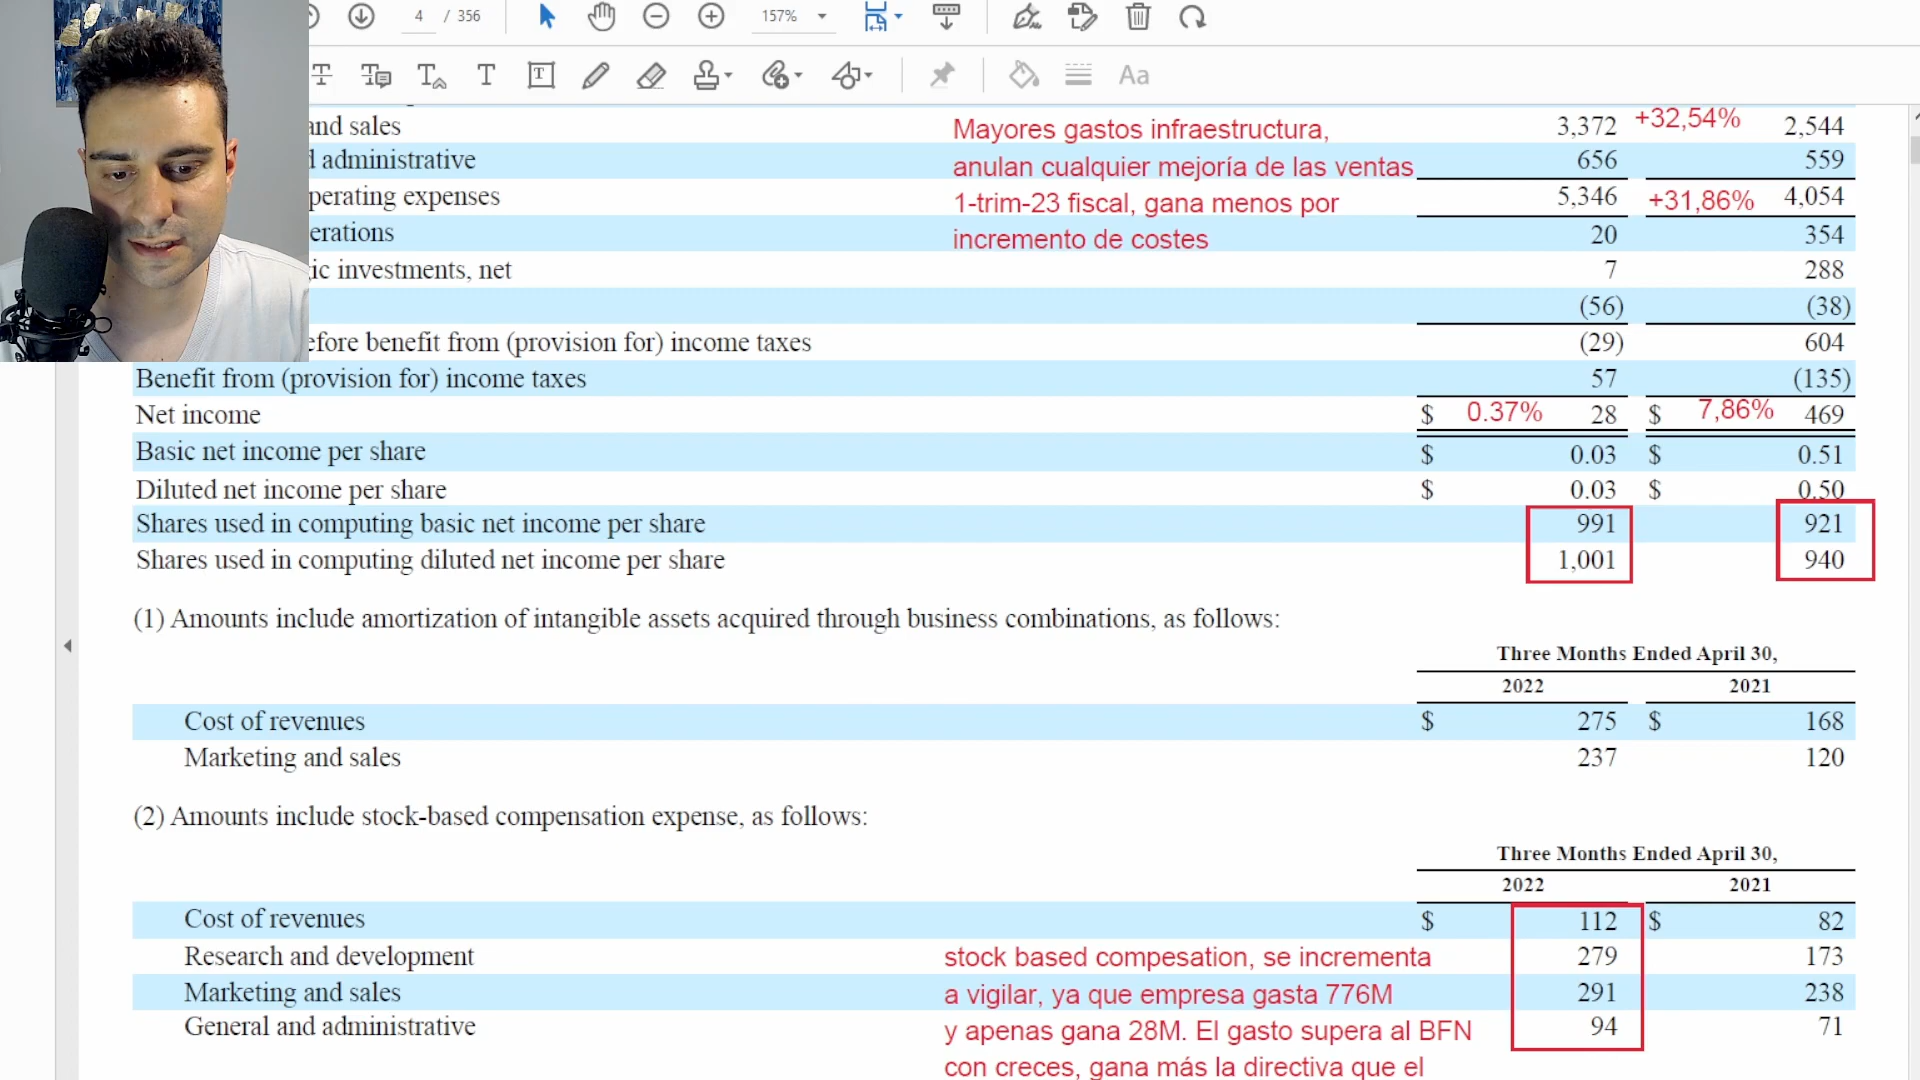 4 / 356 157%
T T T T T Aa
and sales 3,372 +32,54% 2,544
Mayores gastos infraestructura,
d administrative 656 559
anulan cualquier mejoría de las ventas
perating expenses 5,346 +31,86% 4,054
1-trim-23 fiscal, gana menos por
erations 20 354
incremento de costes
ic investments, net 7 288
(56) (38)
efore benefit from (provision for) income taxes (29) 604
Benefit from (provision for) income taxes 57 (135)
Net income $ 0.37% 28 $ 7,86% 469
Basic net income per share $ 0.03 $ 0.51
Diluted net income per share $ 0.03 $ 0.50
Shares used in computing basic net income per share 991 921
Shares used in computing diluted net income per share 1,001 940
(1) Amounts include amortization of intangible assets acquired through business combinations, as follows:
Three Months Ended April 30,
2022 2021
Cost of revenues $ 275 $ 168
Marketing and sales 237 120
(2) Amounts include stock-based compensation expense, as follows:
Three Months Ended April 30,
2022 2021
Cost of revenues $ 112 $ 82
Research and development 279 173
stock based compesation, se incrementa
Marketing and sales 291 238
a vigilar, ya que empresa gasta 776M
General and administrative 94 71
y apenas gana 28M. El gasto supera al BFN
con creces, gana más la directiva que el